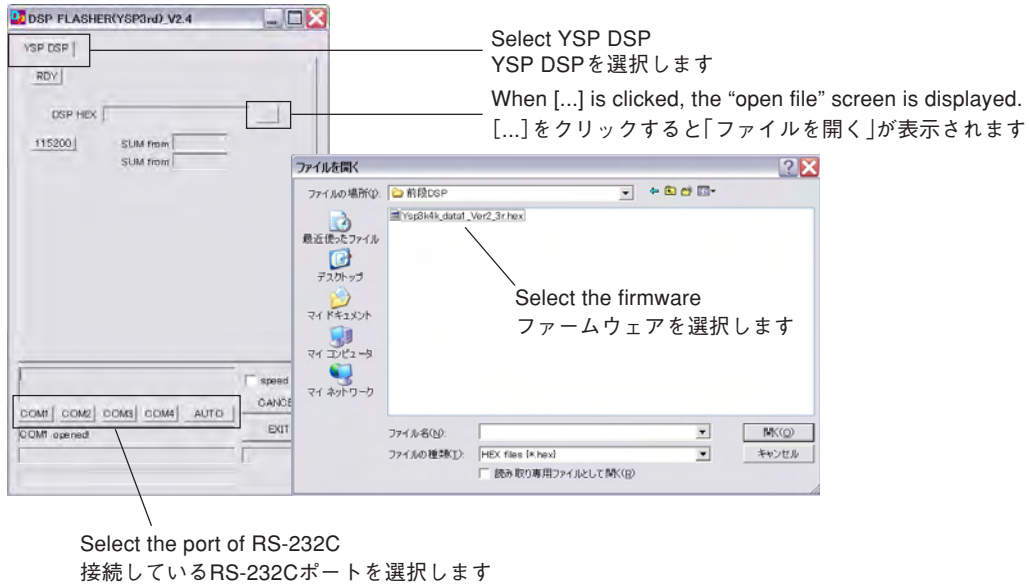 DSP FLASHER(YSP3rd)_V2.4
YSP DSP
RDY
DSP HEX
...
115200
SUM from
SUM from
Select YSP DSP
YSP DSPを選択します
When [...] is clicked, the “open file” screen is displayed.
［...］をクリックすると「ファイルを開く」が表示されます
ファイルを開く
ファイルの場所(I):
前段DSP
Ysp3k4k_data1_Ver2_3r.hex
最近使ったファイル
デスクトップ
マイ ドキュメント
マイ コンピュータ
マイ ネットワーク
Select the firmware
ファームウェアを選択します
speed
COM1 COM2 COM3 COM4 AUTO
COM1 opened
EXIT
ファイル名(N):
開く(O)
ファイルの種類(T):
HEX files (*.hex)
キャンセル
読み取り専用ファイルとして開く(R)
Select the port of RS-232C
接続しているRS-232Cポートを選択します